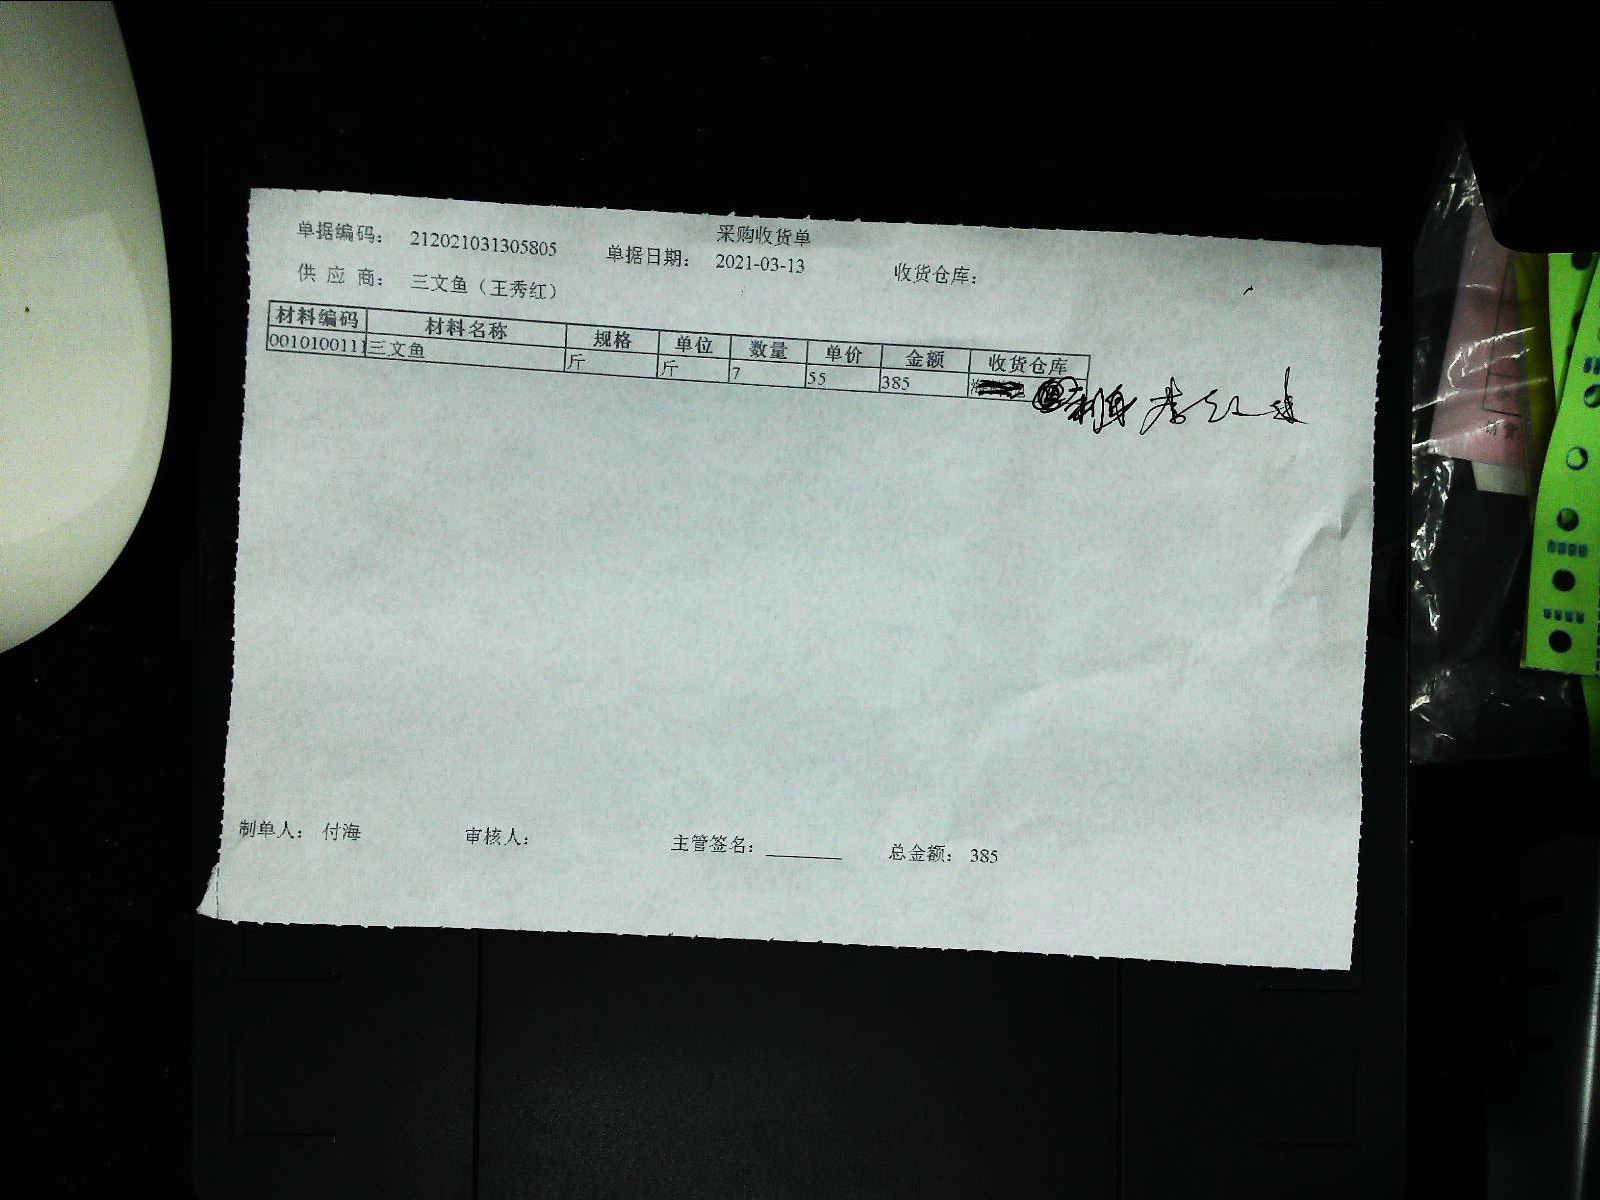 采购收货单
单据编码： 212021031305805 单据日期： 2021-03-13 收货仓库：
供 应 商： 三文鱼（王秀红）
材料编码 材料名称 规格 单位 数量 单价 金额 收货仓库
0010100111 三文鱼 斤 斤 7 55 385
制单人： 付海 审核人： 主管签名：________ 总金额： 385